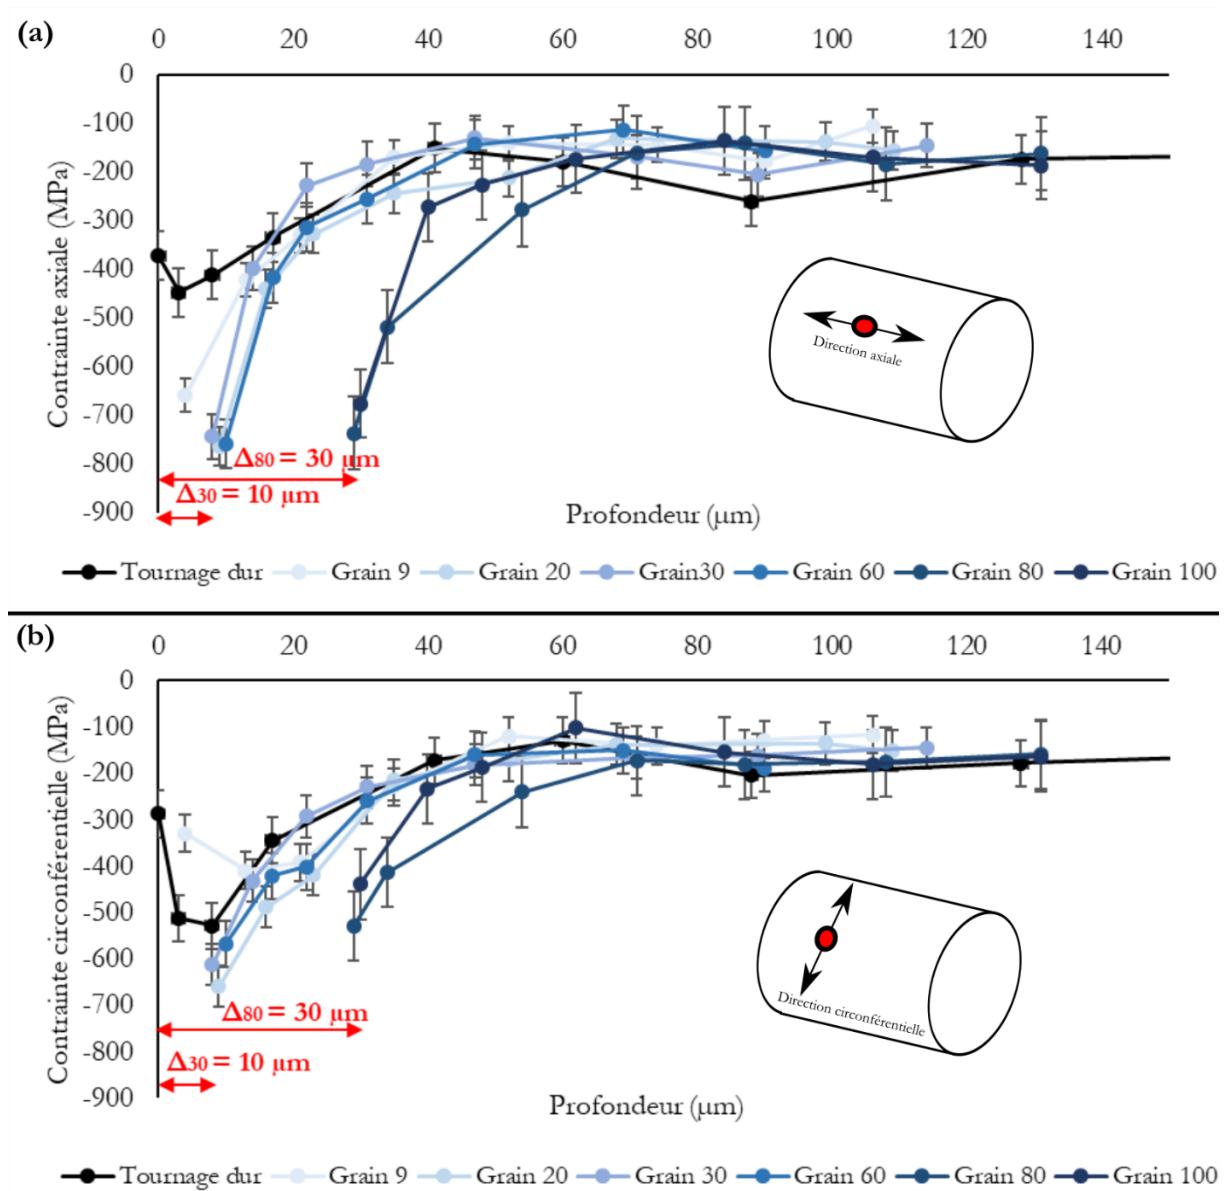 (a)
0 20 40 60 80 100 120 140
0
-100
-200
-300
-400
-500
-600
-700
-800
-900
Contrainte axiale (MPa)
Direction axiale
Δ80 = 30 µm
Δ30 = 10 µm
Profondeur (µm)
Tournage dur Grain 9 Grain 20 Grain30 Grain 60 Grain 80 Grain 100
(b)
0 20 40 60 80 100 120 140
0
-100
-200
-300
-400
-500
-600
-700
-800
-900
Contrainte circonférentielle (MPa)
Direction circonférentielle
Δ80 = 30 µm
Δ30 = 10 µm
Profondeur (µm)
Tournage dur Grain 9 Grain 20 Grain 30 Grain 60 Grain 80 Grain 100